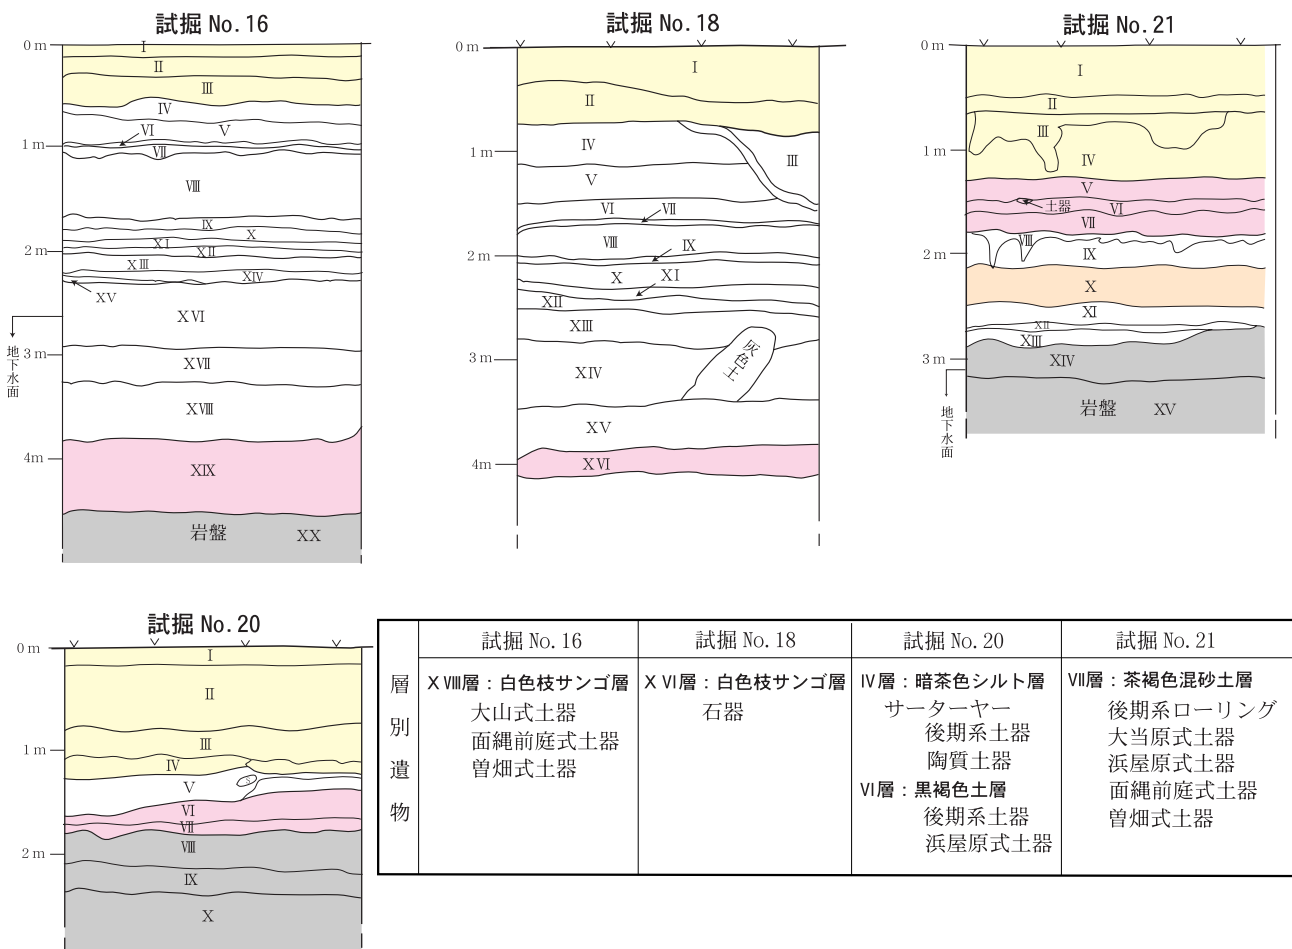 試掘 No.16
0m
I
II
III
IV
V
VI
1m
VII
VIII
IX
X
XI
2m
XII
XIII
XIV
XV
XVI
地下水面
3m
XVII
XVIII
4m
XIX
岩盤 XX
試掘 No.18
0m
I
II
III
IV
1m
V
VI
VII
VIII
IX
2m
X
XI
XII
XIII
灰色土
3m
XIV
XV
4m
XVI
試掘 No.21
0m
I
II
III
1m
IV
V
土器
VI
VII
VIII
2m
IX
X
XI
XII
XIII
3m
XIV
地下水面
岩盤 XV
試掘 No.20
0m
I
II
III
1m
IV
V
S
VI
VII
VIII
2m
IX
X
層別遺物
試掘 No.16
XVIII層：白色枝サンゴ層
大山式土器
面縄前庭式土器
曽畑式土器
試掘 No.18
XVI層：白色枝サンゴ層
石器
試掘 No.20
IV層：暗茶色シルト層
サーターヤー
後期系土器
陶質土器
VI層：黒褐色土層
後期系土器
浜屋原式土器
試掘 No.21
VII層：茶褐色混砂土層
後期系ローリング
大当原式土器
浜屋原式土器
面縄前庭式土器
曽畑式土器